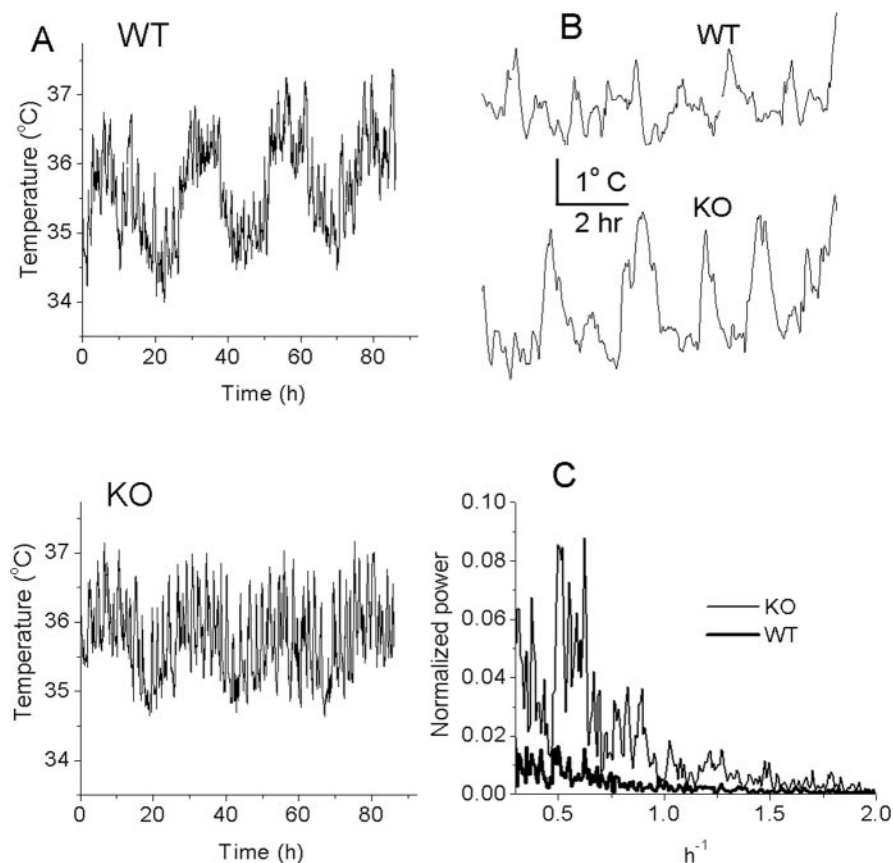 A WT
37
36
35
34
Temperature (°C)
0 20 40 60 80
Time (h)
B
WT
1° C
2 hr
KO
KO
37
36
35
34
Temperature (°C)
0 20 40 60 80
Time (h)
C
0.10
0.08
0.06
0.04
0.02
0.00
Normalized power
KO
WT
0.5 1.0 1.5 2.0
h⁻¹